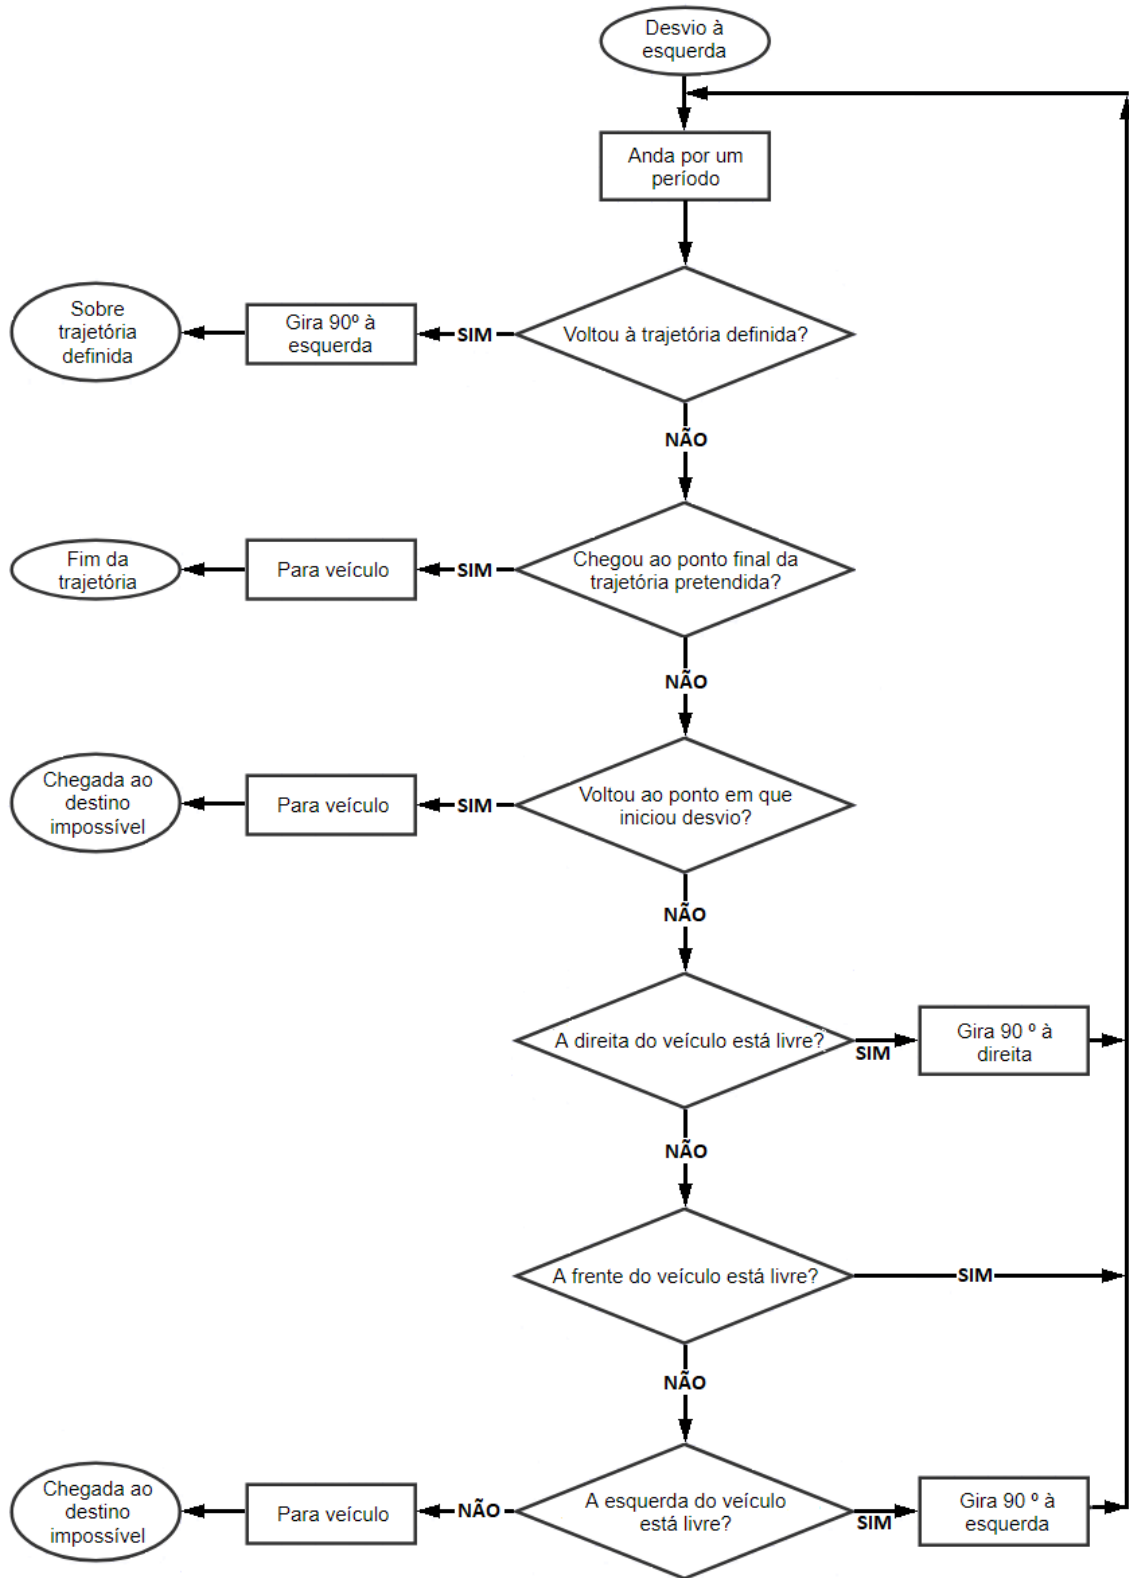 Desvio à
esquerda
Anda por um
período
Voltou à trajetória definida?
SIM
Gira 90º à
esquerda
Sobre
trajetória
definida
NÃO
Chegou ao ponto final da
trajetória pretendida?
SIM
Para veículo
Fim da
trajetória
NÃO
Voltou ao ponto em que
iniciou desvio?
SIM
Para veículo
Chegada ao
destino
impossível
NÃO
A direita do veículo está livre?
SIM
Gira 90 º à
direita
NÃO
A frente do veículo está livre?
SIM
NÃO
A esquerda do veículo
está livre?
SIM
Gira 90 º à
esquerda
NÃO
Para veículo
Chegada ao
destino
impossível